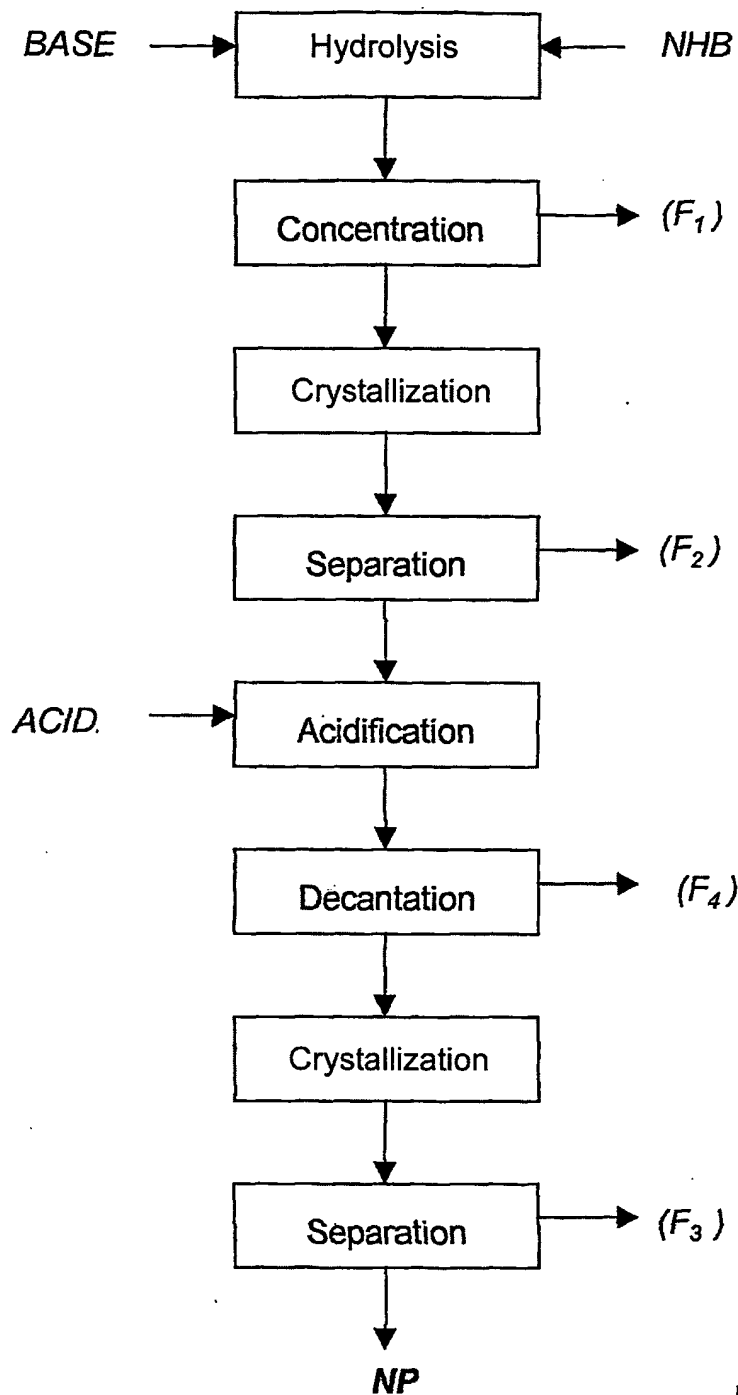 BASE Hydrolysis NHB
Concentration (F₁)
Crystallization
Separation (F₂)
ACID. Acidification
Decantation (F₄)
Crystallization
Separation (F₃)
NP